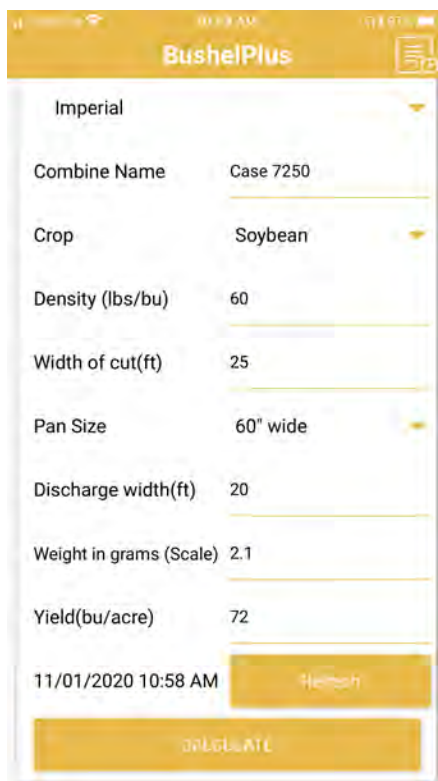 BushelPlus
Imperial
Combine Name Case 7250
Crop Soybean
Density (lbs/bu) 60
Width of cut(ft) 25
Pan Size 60" wide
Discharge width(ft) 20
Weight in grams (Scale) 2.1
Yield(bu/acre) 72
11/01/2020 10:58 AM Refresh
CALCULATE